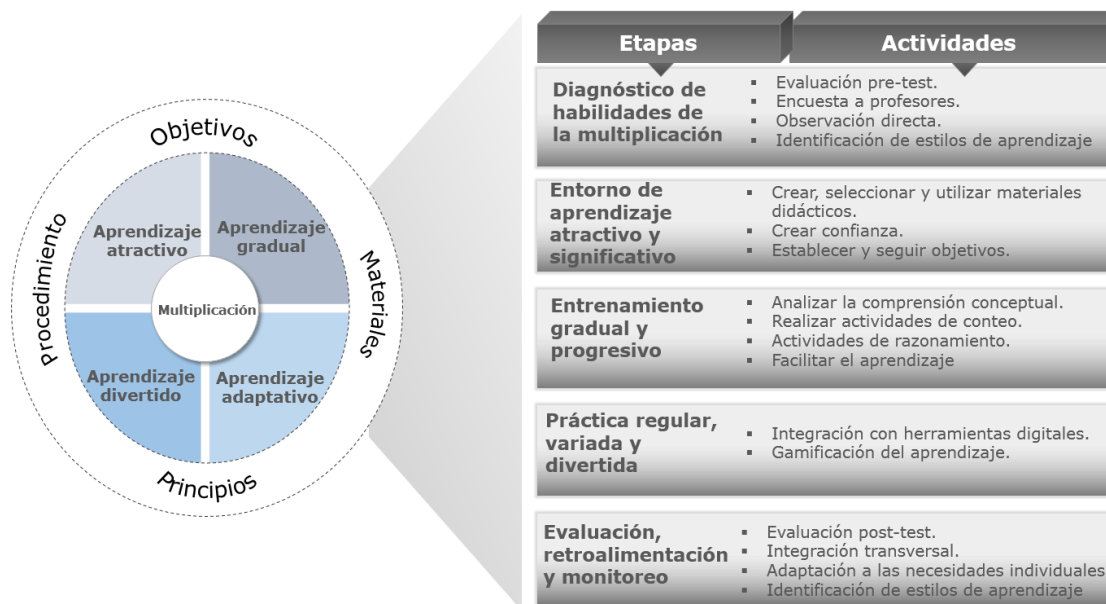 Objetivos
Procedimiento
Materiales
Principios
Aprendizaje
atractivo
Aprendizaje
gradual
Multiplicación
Aprendizaje
divertido
Aprendizaje
adaptativo
Etapas
Actividades
Diagnóstico de
habilidades de
la multiplicación
▪ Evaluación pre-test.
▪ Encuesta a profesores.
▪ Observación directa.
▪ Identificación de estilos de aprendizaje
Entorno de
aprendizaje
atractivo y
significativo
▪ Crear, seleccionar y utilizar materiales
didácticos.
▪ Crear confianza.
▪ Establecer y seguir objetivos.
Entrenamiento
gradual y
progresivo
▪ Analizar la comprensión conceptual.
▪ Realizar actividades de conteo.
▪ Actividades de razonamiento.
▪ Facilitar el aprendizaje
Práctica regular,
variada y
divertida
▪ Integración con herramientas digitales.
▪ Gamificación del aprendizaje.
Evaluación,
retroalimentación
y monitoreo
▪ Evaluación post-test.
▪ Integración transversal.
▪ Adaptación a las necesidades individuales
▪ Identificación de estilos de aprendizaje